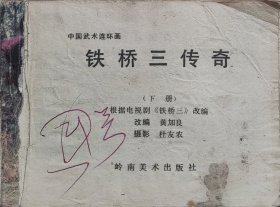 中国武术连环画
铁桥三传奇
（下册）
根据电视剧《铁桥三》改编
改编 黄加良
摄影 杜友农
岭南美术出版社